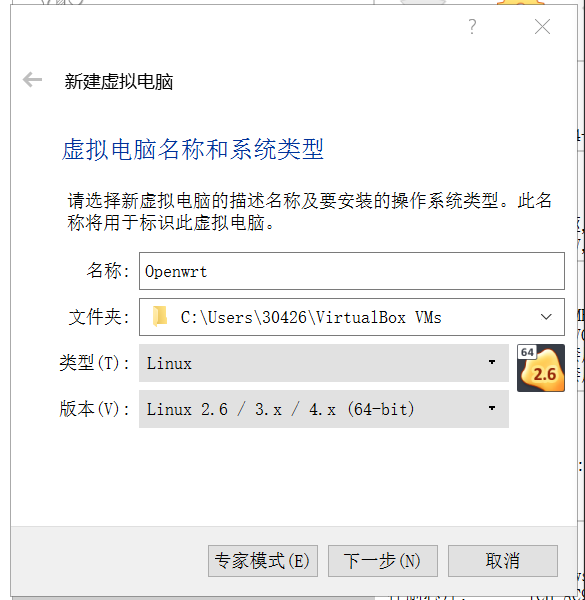 ?
新建虚拟电脑
虚拟电脑名称和系统类型
请选择新虚拟电脑的描述名称及要安装的操作系统类型。此名
称将用于标识此虚拟电脑。
名称: Openwrt
文件夹: C:\Users\30426\VirtualBox VMs
类型(T): Linux
64
2.6
版本(V): Linux 2.6 / 3.x / 4.x (64-bit)
专家模式(E) 下一步(N) 取消